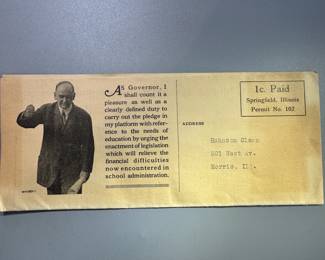 As Governor, I
shall count it a
pleasure as well as a
clearly defined duty to
carry out the pledge in
my platform with refer-
ence to the needs of
education by urging the
enactment of legislation
which will relieve the
financial difficulties
now encountered in
school administration.
ADDRESS
1c. Paid
Springfield, Illinois
Permit No. 102
Morris, Ill.